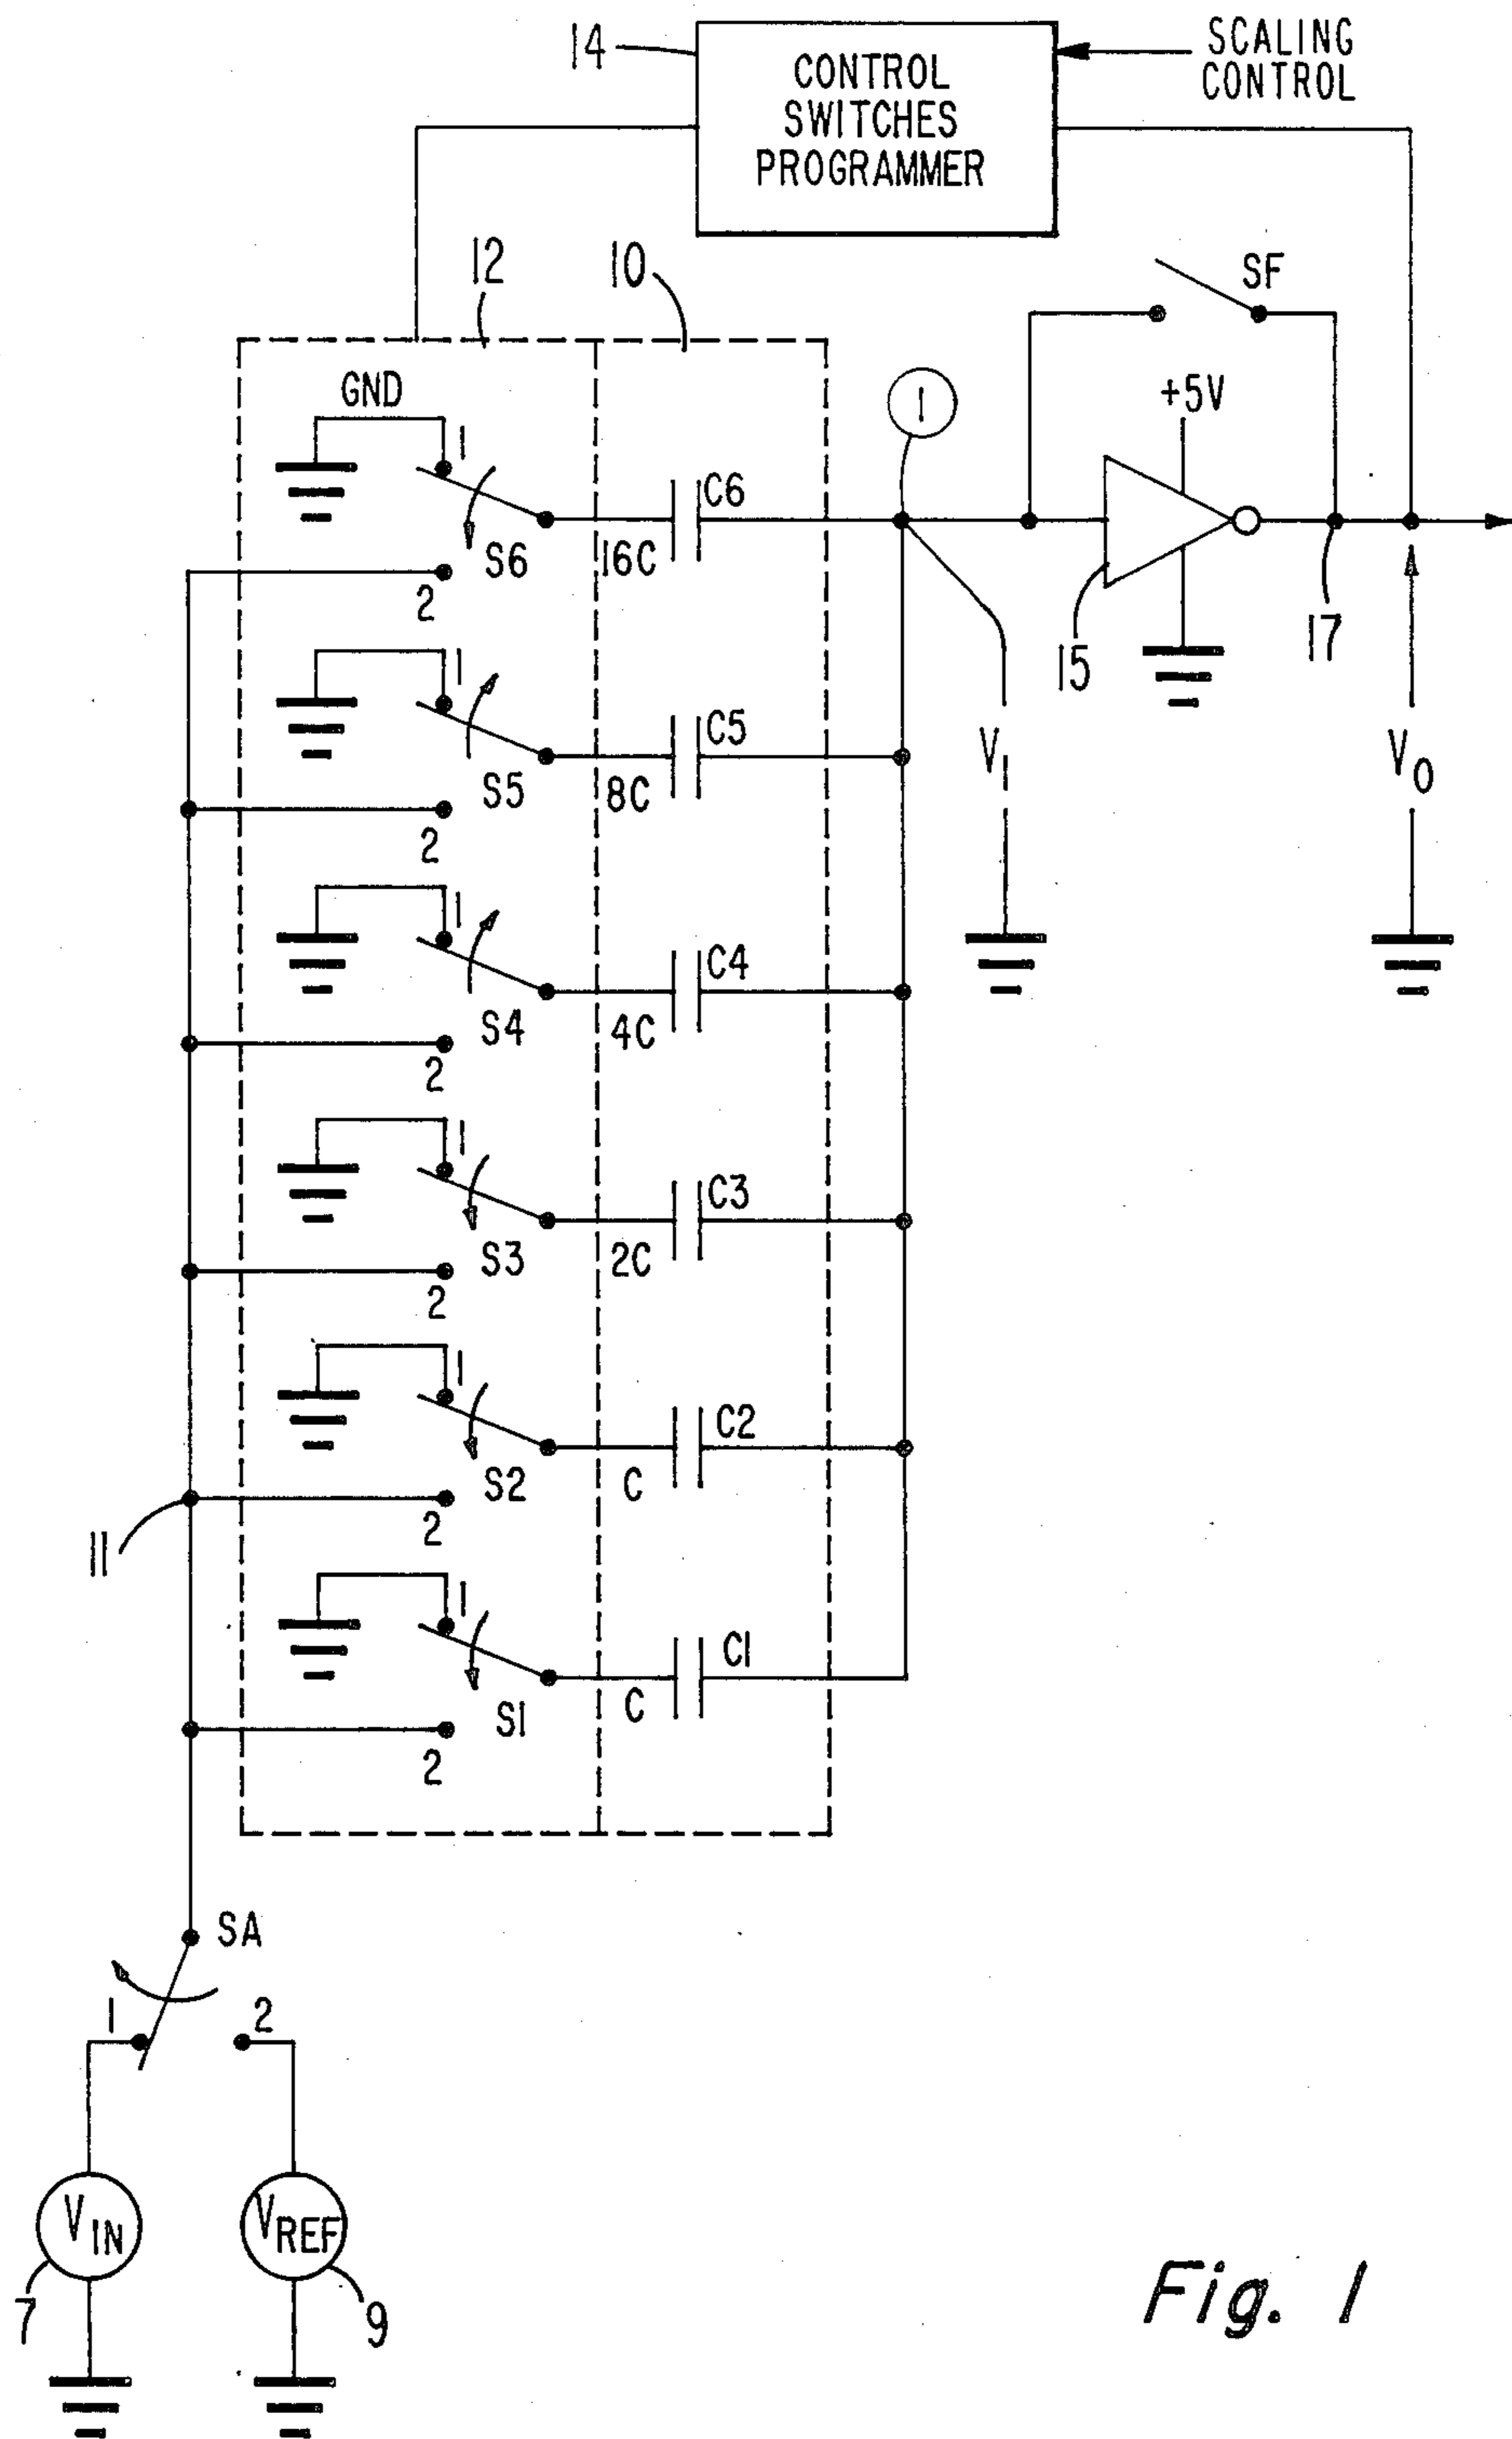 14
CONTROL
SWITCHES
PROGRAMMER
SCALING
CONTROL
12
10
SF
GND
1
1
+5V
C6
S6
16C
2
15
17
1
C5
V1
VO
S5
8C
2
1
C4
S4
4C
2
1
C3
S3
2C
2
1
C2
S2
C
2
11
1
C1
S1
C
2
SA
1
2
VIN
VREF
7
9
Fig. 1